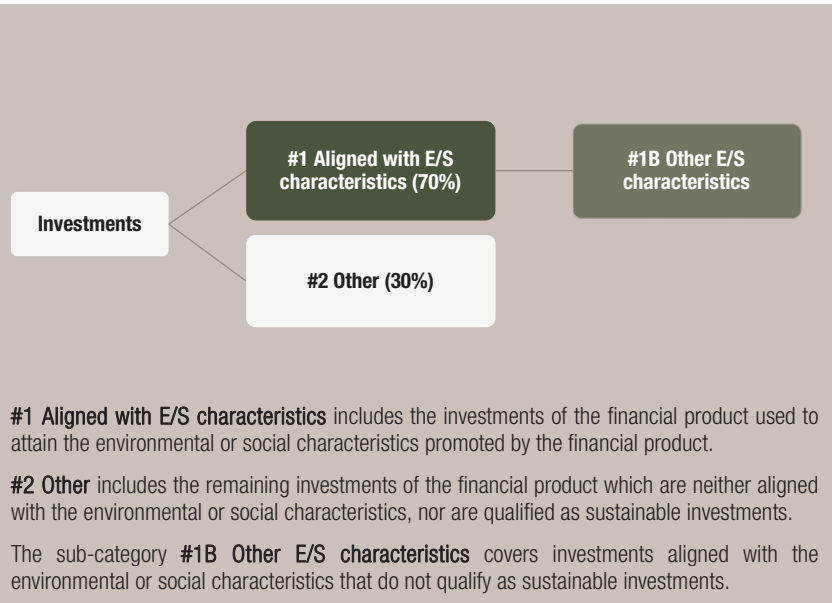 #1 Aligned with E/S
characteristics (70%)
#1B Other E/S
characteristics
Investments
#2 Other (30%)
#1 Aligned with E/S characteristics includes the investments of the financial product used to
attain the environmental or social characteristics promoted by the financial product.
#2 Other includes the remaining investments of the financial product which are neither aligned
with the environmental or social characteristics, nor are qualified as sustainable investments.
The sub-category #1B Other E/S characteristics covers investments aligned with the
environmental or social characteristics that do not qualify as sustainable investments.